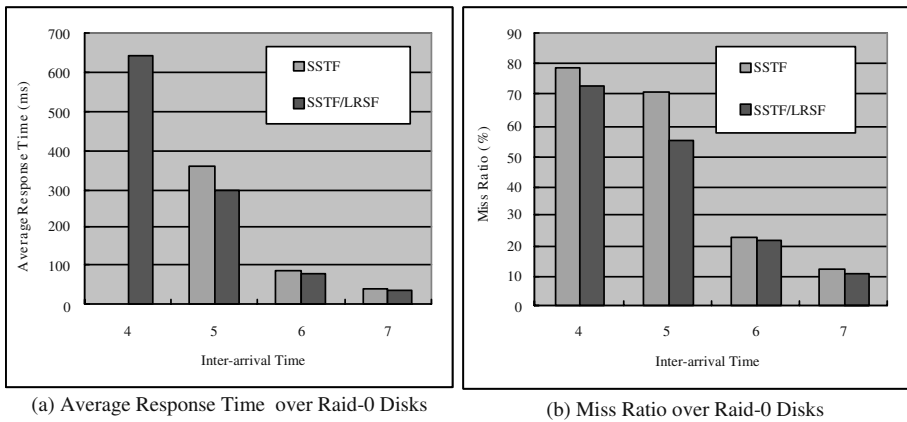 700
600
500
400
300
200
100
0
Average Response Time (ms)
SSTF
SSTF/LRSF
4 5 6 7
Inter-arrival Time
(a) Average Response Time over Raid-0 Disks
90
80
70
60
50
40
30
20
10
0
Miss Ratio (%)
SSTF
SSTF/LRSF
4 5 6 7
Inter-arrival Time
(b) Miss Ratio over Raid-0 Disks